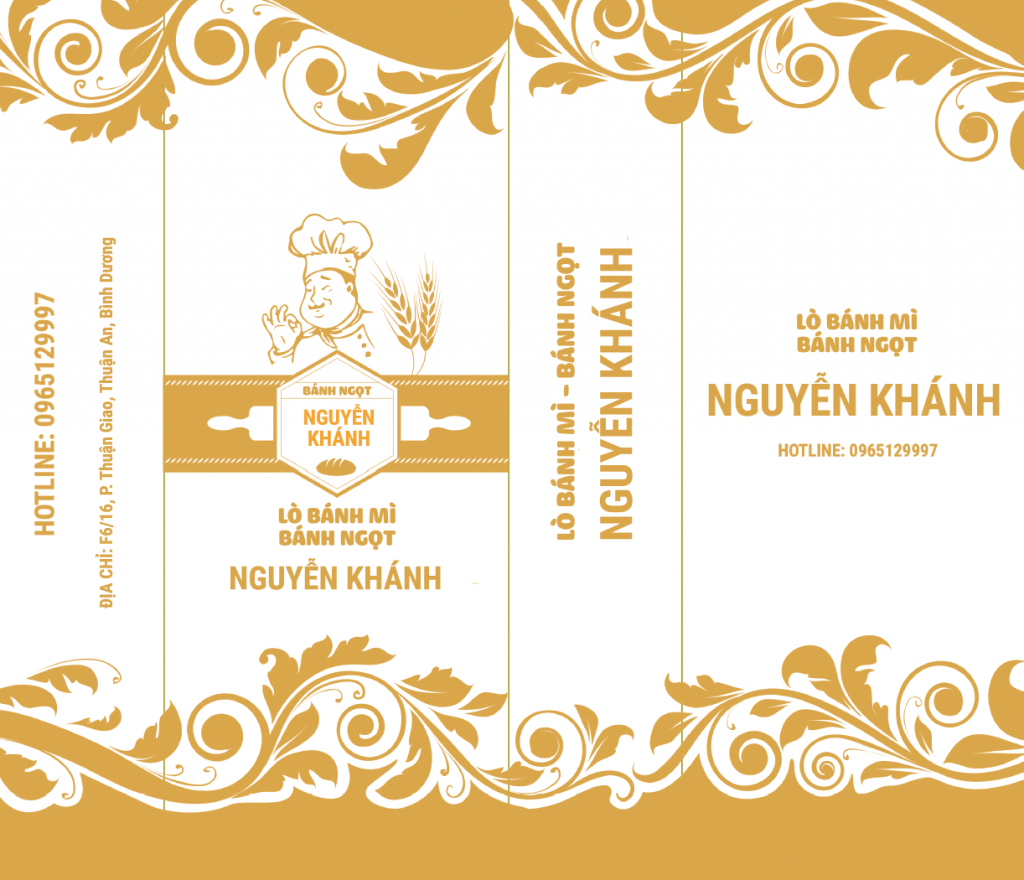 HOTLINE: 0965129997
ĐỊA CHỈ: F6/16, P. Thuận Giao, Thuận An, Bình Dương
BÁNH NGỌT
NGUYỄN
KHÁNH
LÒ BÁNH MÌ
BÁNH NGỌT
NGUYỄN KHÁNH
LÒ BÁNH MÌ – BÁNH NGỌT
NGUYỄN KHÁNH
LÒ BÁNH MÌ
BÁNH NGỌT
NGUYỄN KHÁNH
HOTLINE: 0965129997